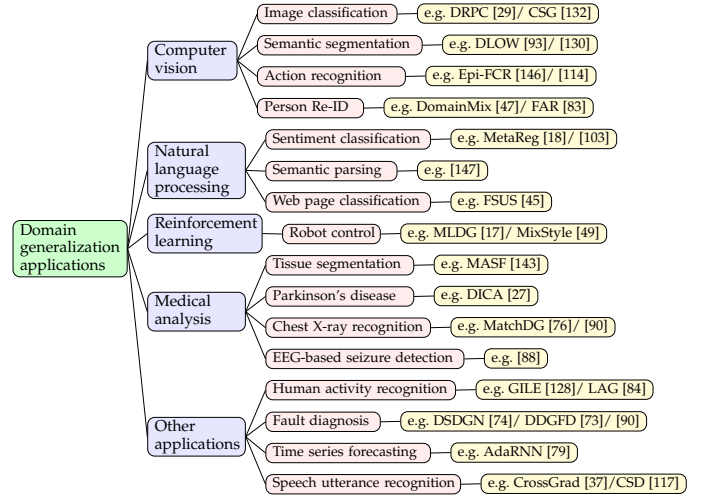 Image classification
e.g. DRPC [29]/ CSG [132]
Computer
vision
Semantic segmentation
e.g. DLOW [93]/ [130]
Action recognition
e.g. Epi-FCR [146]/ [114]
Person Re-ID
e.g. DomainMix [47]/ FAR [83]
Natural
language
processing
Sentiment classification
e.g. MetaReg [18]/ [103]
Semantic parsing
e.g. [147]
Web page classification
e.g. FSUS [45]
Domain
generalization
applications
Reinforcement
learning
Robot control
e.g. MLDG [17]/ MixStyle [49]
Medical
analysis
Tissue segmentation
e.g. MASF [143]
Parkinson's disease
e.g. DICA [27]
Chest X-ray recognition
e.g. MatchDG [76]/ [90]
EEG-based seizure detection
e.g. [88]
Other
applications
Human activity recognition
e.g. GILE [128]/ LAG [84]
Fault diagnosis
e.g. DSDGN [74]/ DDGFD [73]/ [90]
Time series forecasting
e.g. AdaRNN [79]
Speech utterance recognition
e.g. CrossGrad [37]/CSD [117]